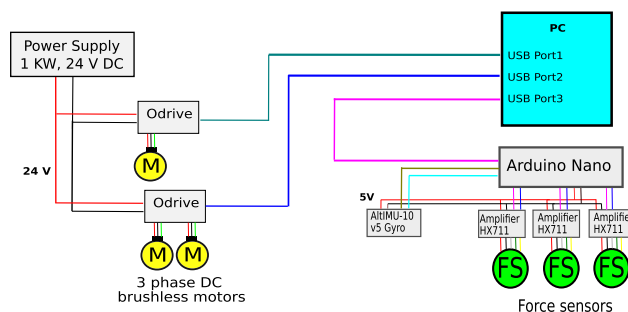 PC
Power Supply
1 KW, 24 V DC
USB Port1
USB Port2
USB Port3
Odrive
M
24 V
Odrive
M M
3 phase DC
brushless motors
Arduino Nano
5V
AltIMU-10
v5 Gyro
Amplifier
HX711
Amplifier
HX711
Amplifie
HX711
FS FS FS
Force sensors